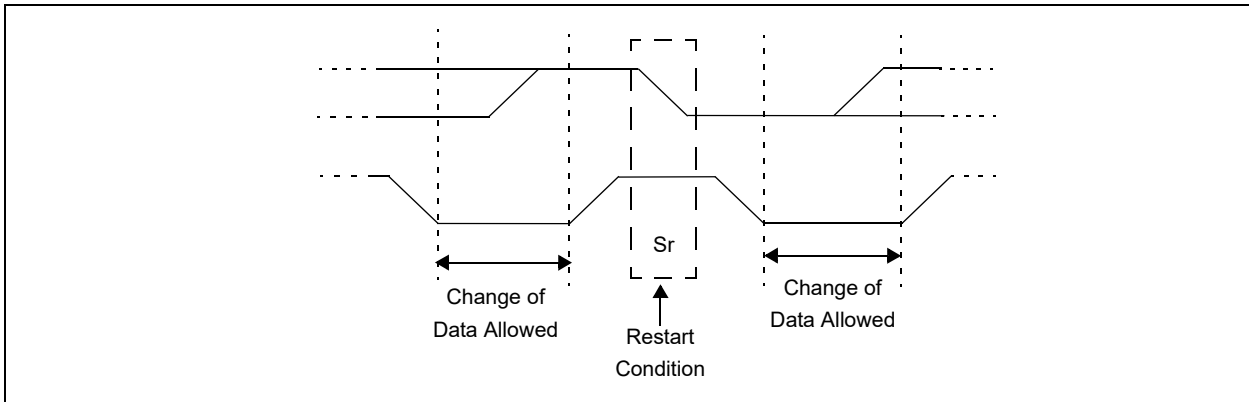 Sr
Change of
Data Allowed
Restart
Condition
Change of
Data Allowed